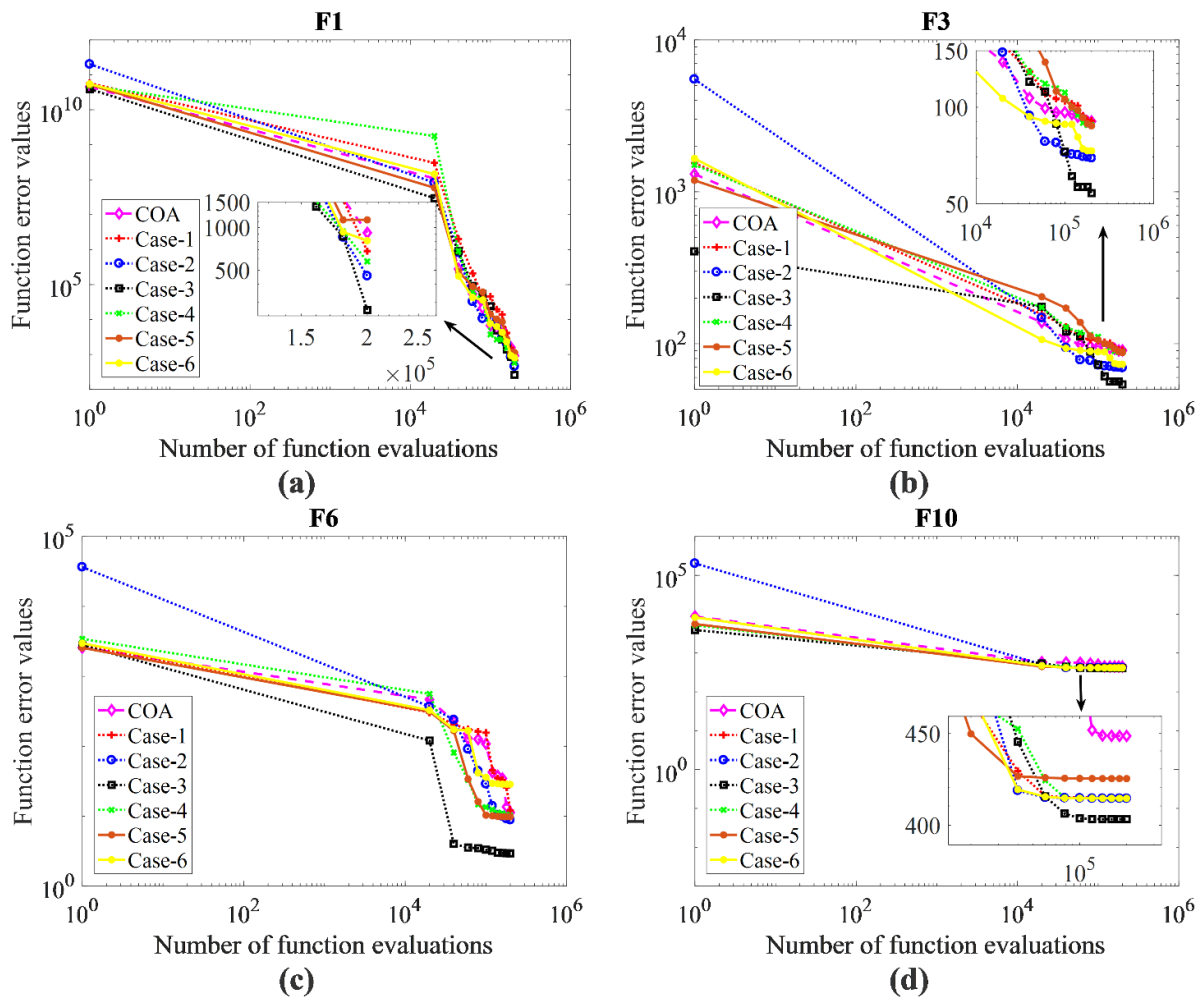 (a)
F1
Function error values
10^10
10^5
COA
Case-1
Case-2
Case-3
Case-4
Case-5
Case-6
1500
1000
500
1.5
2
2.5
×10^5
10^0
10^2
10^4
10^6
Number of function evaluations
(a)
(b)
F3
Function error values
10^4
10^3
10^2
COA
Case-1
Case-2
Case-3
Case-4
Case-5
Case-6
150
100
50
10^4
10^5
10^6
10^0
10^2
10^4
10^6
Number of function evaluations
(b)
F6
Function error values
10^5
10^0
COA
Case-1
Case-2
Case-3
Case-4
Case-5
Case-6
10^0
10^2
10^4
10^6
Number of function evaluations
(c)
F10
Function error values
10^5
10^0
COA
Case-1
Case-2
Case-3
Case-4
Case-5
Case-6
450
400
10^5
10^0
10^2
10^4
10^6
Number of function evaluations
(d)